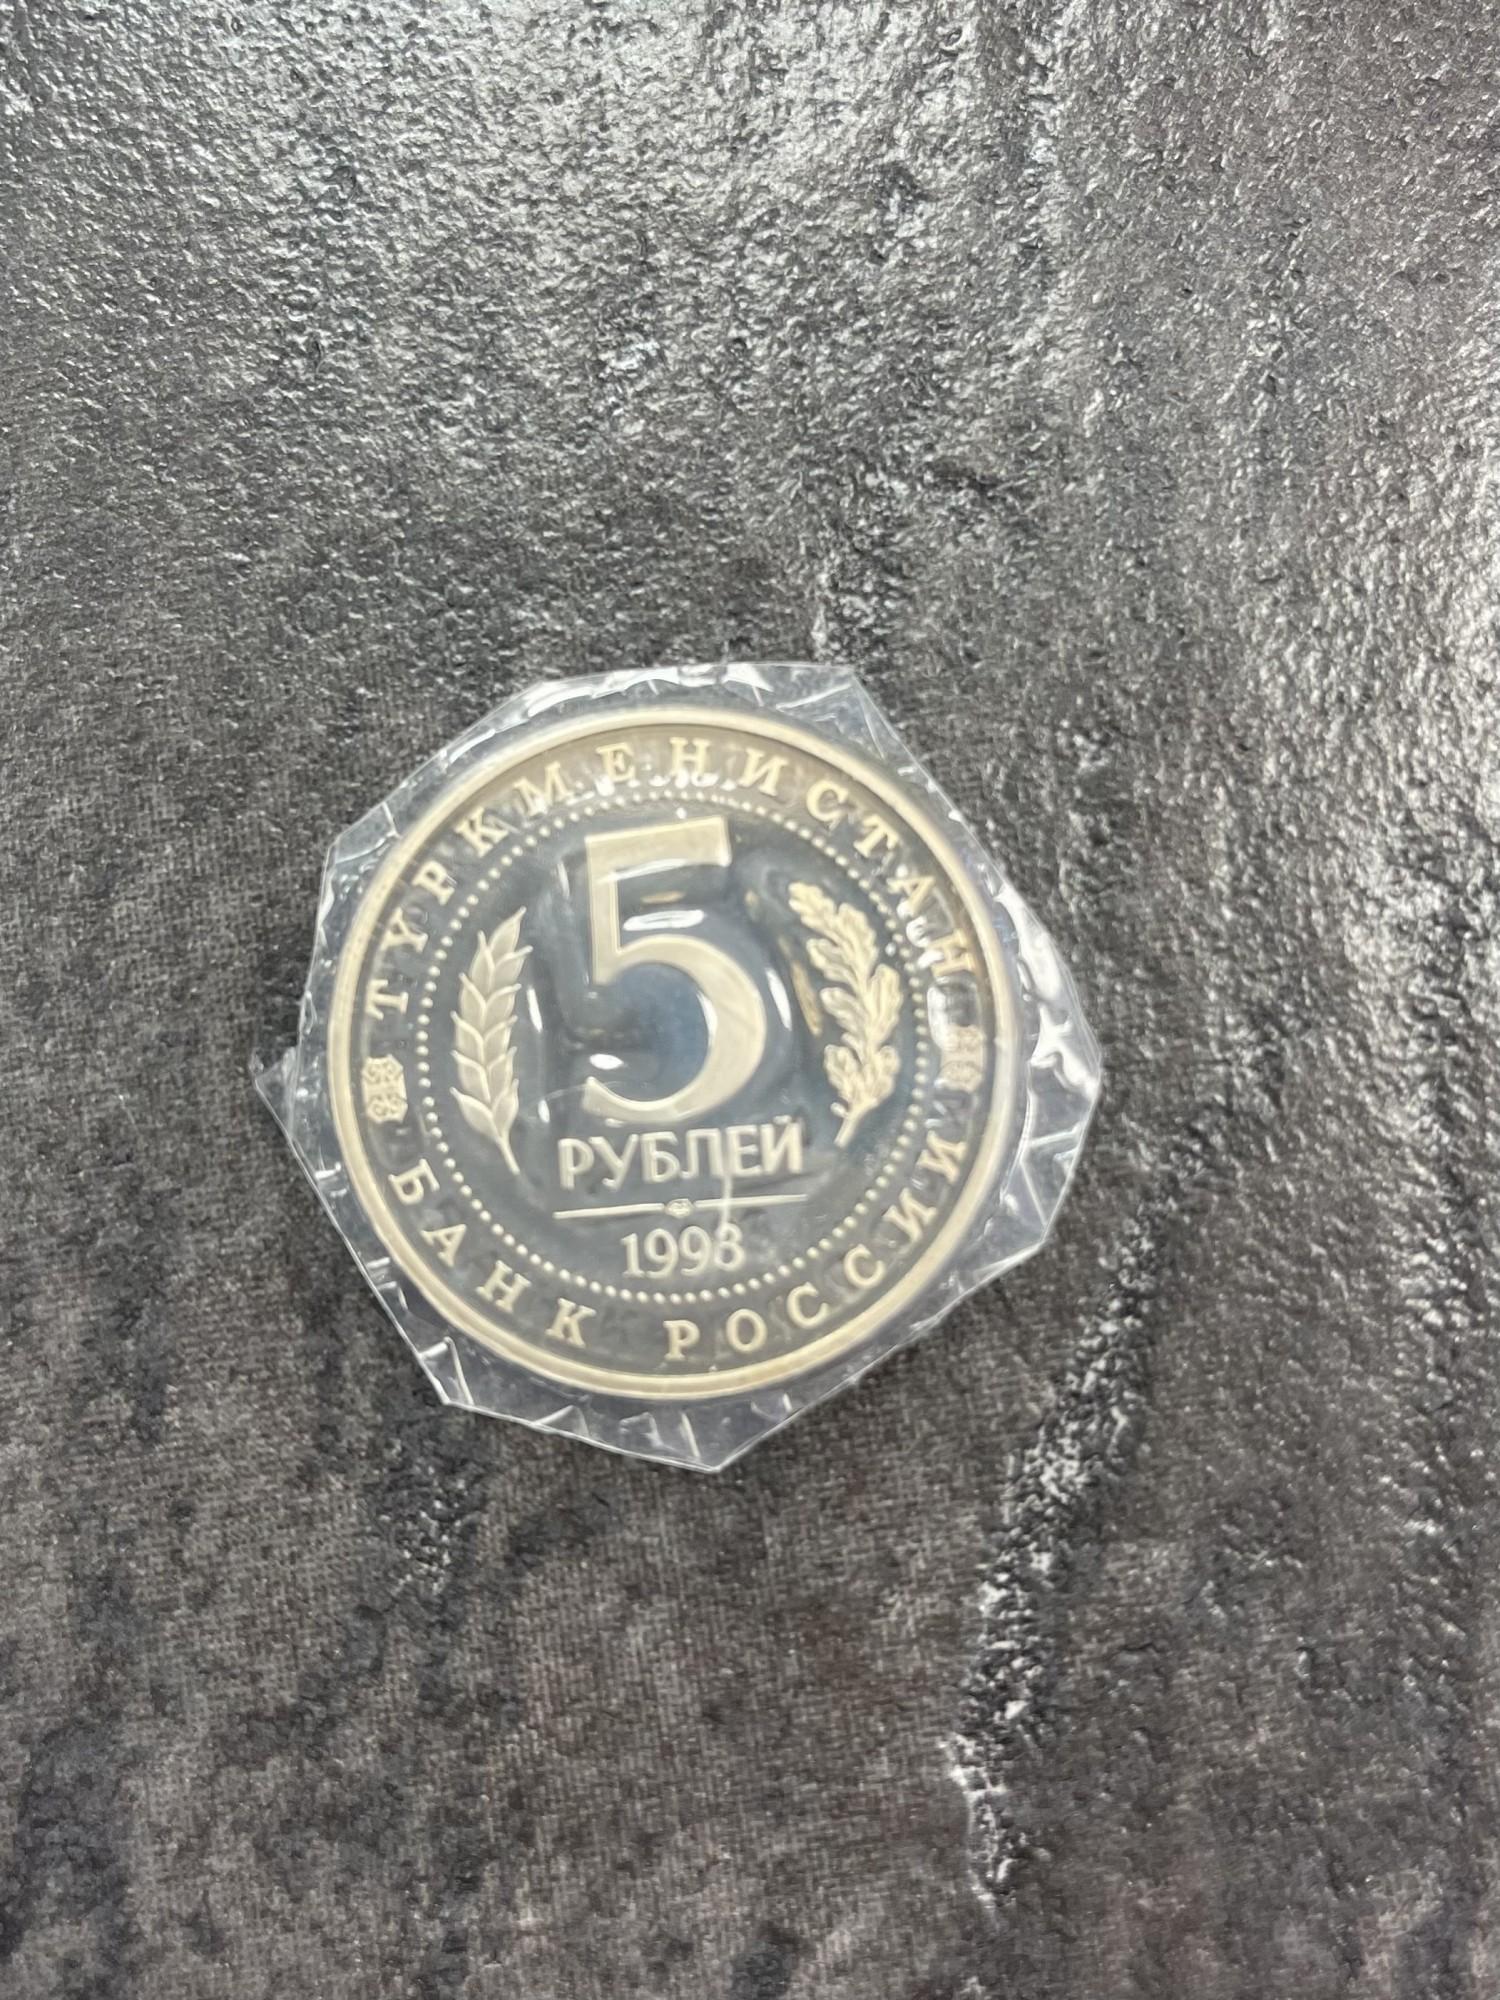 ТУРКМЕНИСТАН
5
РУБЛЕЙ
1993
БАНК РОССИИ